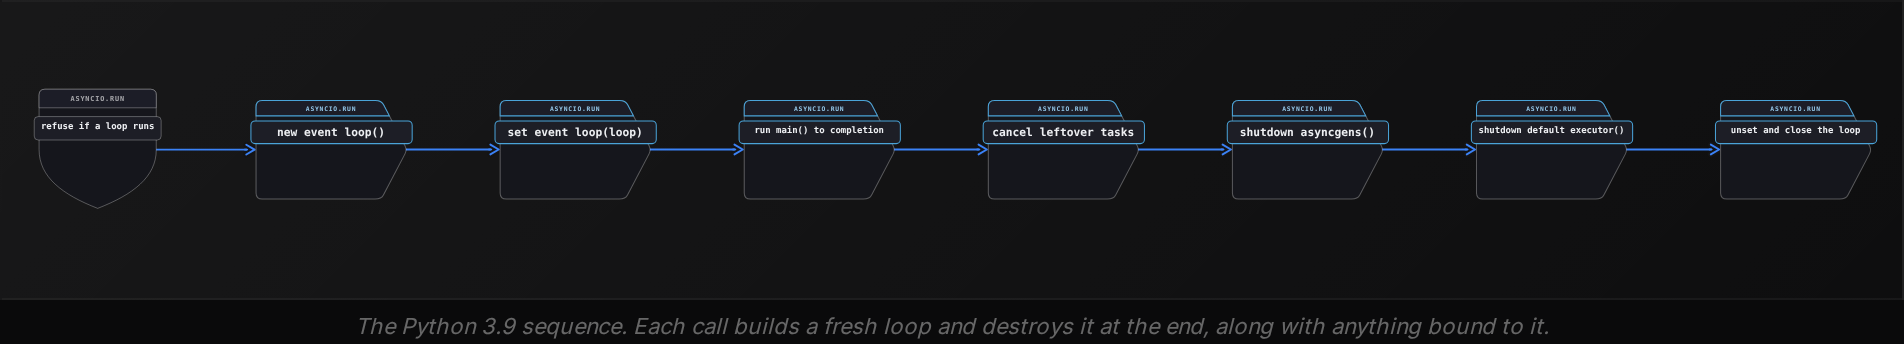 ASYNCIO.RUN
refuse if a loop runs
ASYNCIO.RUN
new event loop()
ASYNCIO.RUN
set event loop(loop)
ASYNCIO.RUN
run main() to completion
ASYNCIO.RUN
cancel leftover tasks
ASYNCIO.RUN
shutdown asyncgens()
ASYNCIO.RUN
shutdown default executor()
ASYNCIO.RUN
unset and close the loop
The Python 3.9 sequence. Each call builds a fresh loop and destroys it at the end, along with anything bound to it.